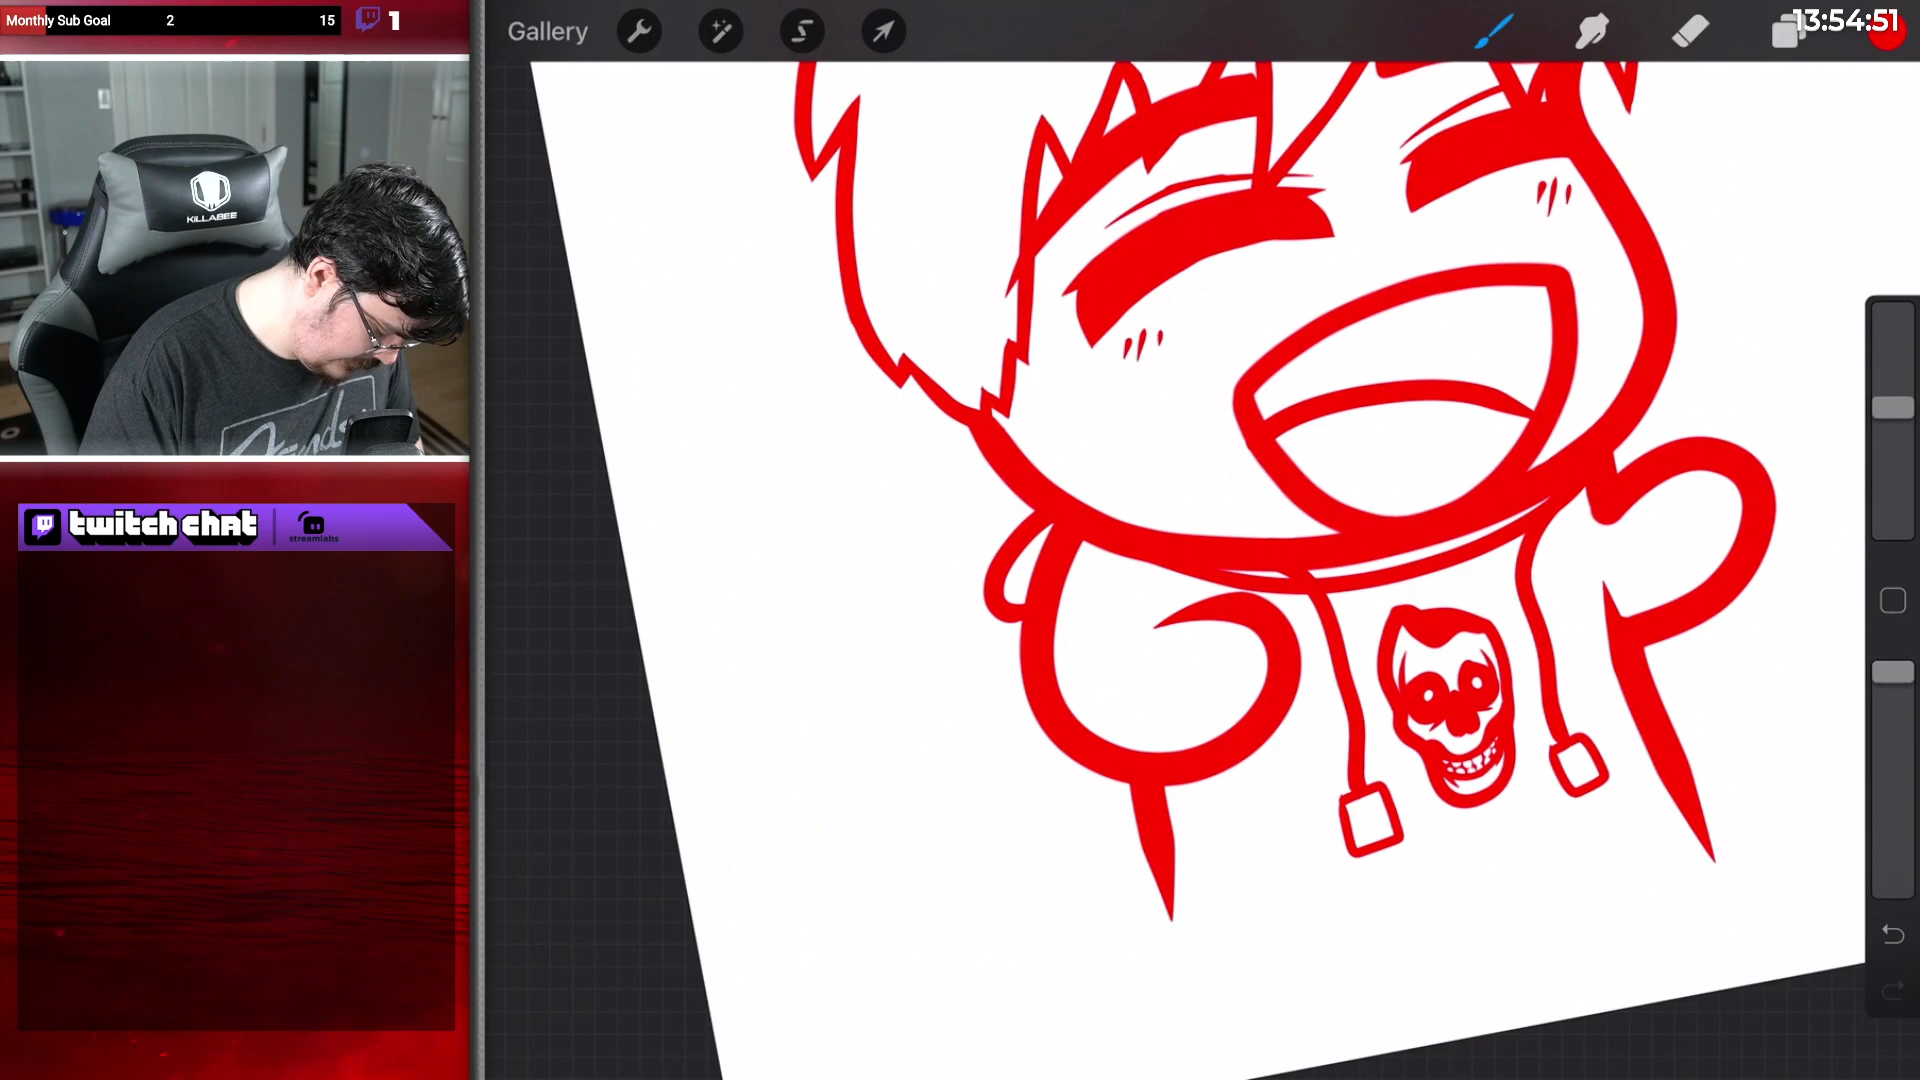 Monthly Sub Goal 2 15
1
Gallery
13:54:51
KILLABEE
twitch chat
streamlabs